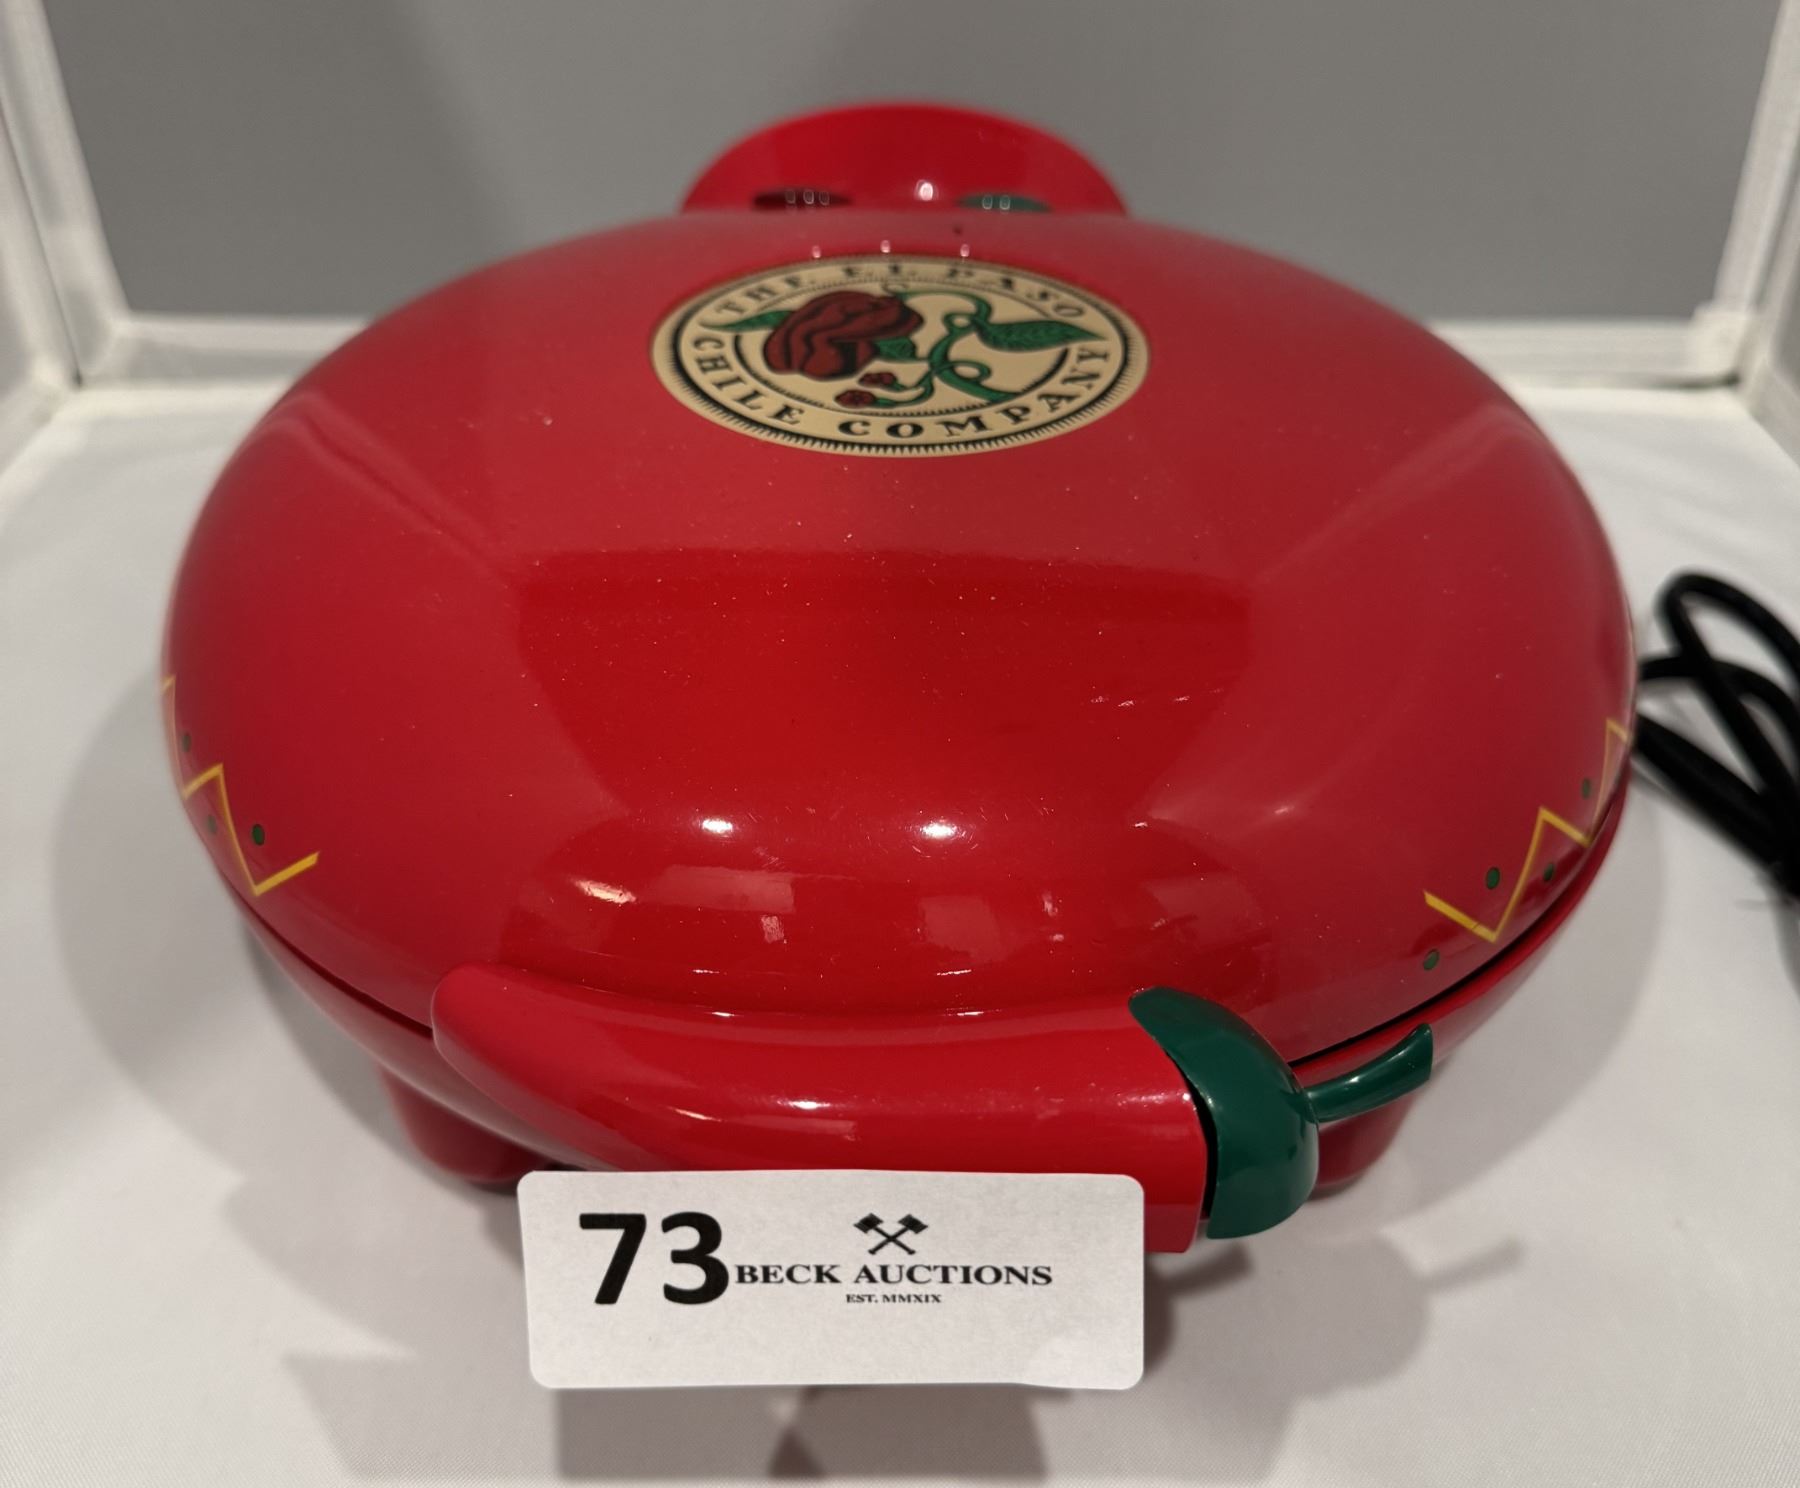 THE EL PASO
CHILE COMPANY
73
BECK AUCTIONS
EST. MMXIX